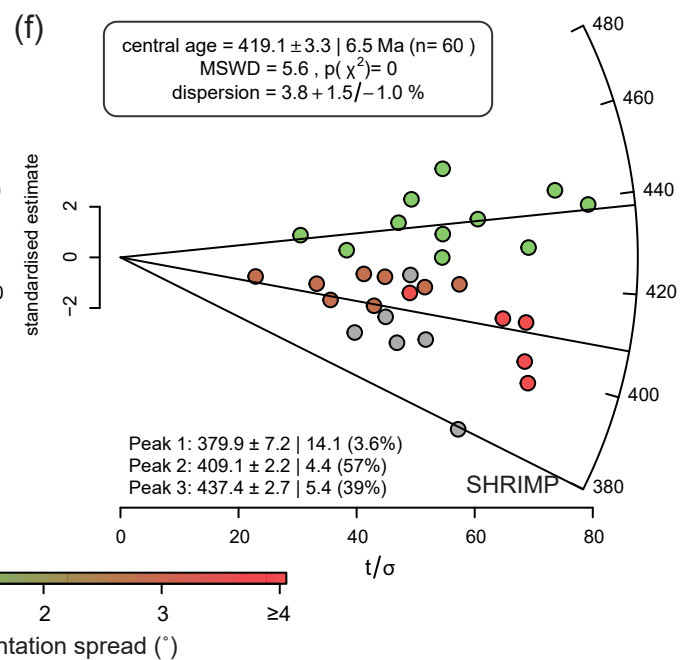 (f)
central age = 419.1 ± 3.3 | 6.5 Ma (n= 60 )
MSWD = 5.6 , p( χ²)= 0
dispersion = 3.8 + 1.5/−1.0 %
480
460
440
420
400
380
standardised estimate
2
0
−2
Peak 1: 379.9 ± 7.2 | 14.1 (3.6%)
Peak 2: 409.1 ± 2.2 | 4.4 (57%)
Peak 3: 437.4 ± 2.7 | 5.4 (39%)
SHRIMP
0 20 40 60 80
t/σ
2 3 ≥4
ntation spread (°)